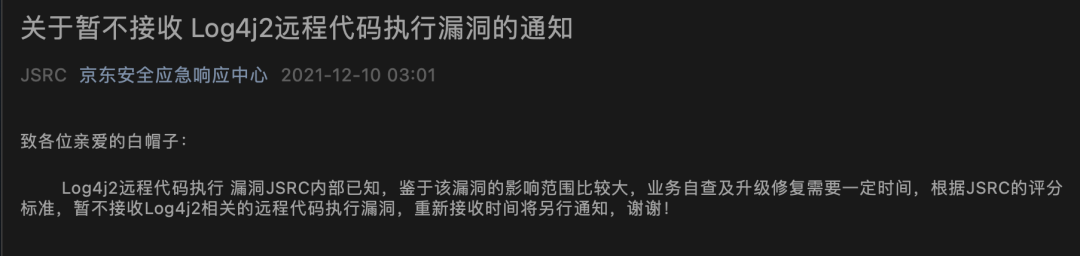 关于暂不接收 Log4j2远程代码执行漏洞的通知
JSRC 京东安全应急响应中心 2021-12-10 03:01
致各位亲爱的白帽子：
Log4j2远程代码执行 漏洞JSRC内部已知，鉴于该漏洞的影响范围比较大，业务自查及升级修复需要一定时间，根据JSRC的评分
标准，暂不接收Log4j2相关的远程代码执行漏洞，重新接收时间将另行通知，谢谢！